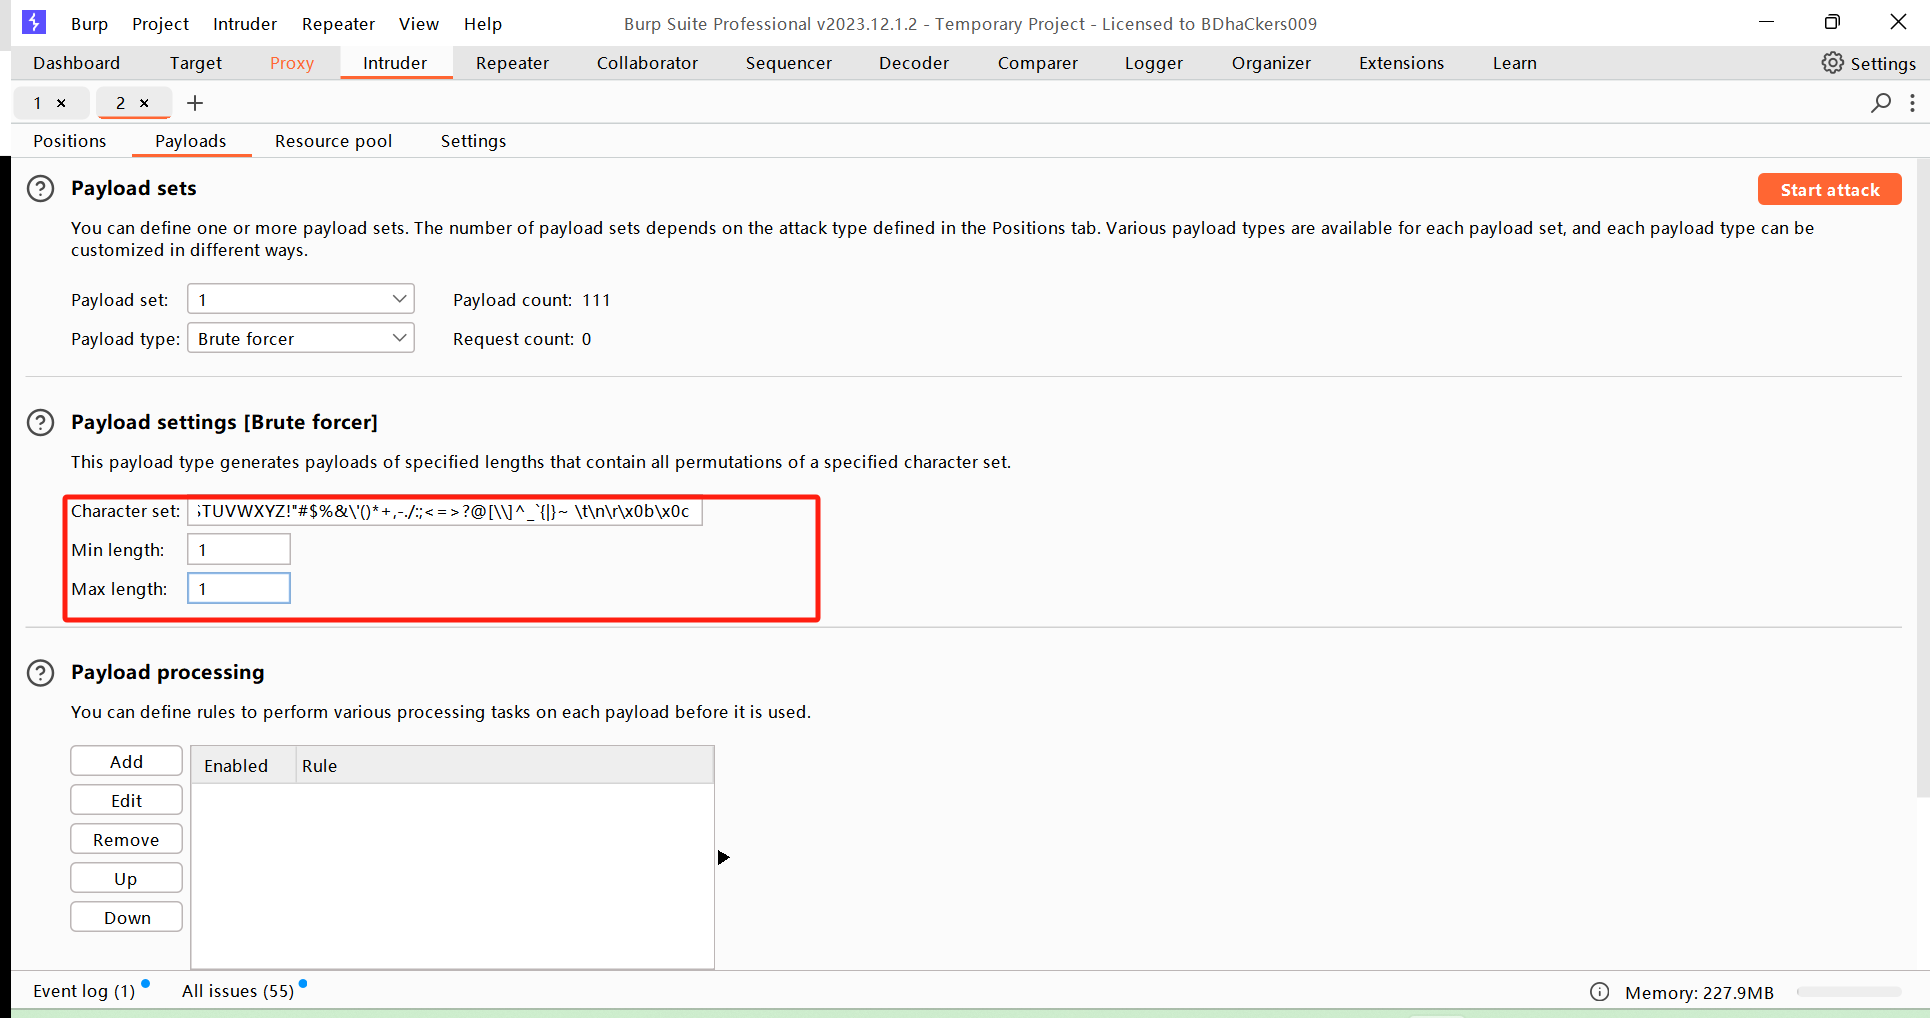 Burp Project Intruder Repeater View Help Burp Suite Professional v2023.12.1.2 - Temporary Project - Licensed to BDhaCkers009
Dashboard Target Proxy Intruder Repeater Collaborator Sequencer Decoder Comparer Logger Organizer Extensions Learn Settings
1 × 2 × +
Positions Payloads Resource pool Settings
? Payload sets Start attack
You can define one or more payload sets. The number of payload sets depends on the attack type defined in the Positions tab. Various payload types are available for each payload set, and each payload type can be
customized in different ways.
Payload set: 1 Payload count: 111
Payload type: Brute forcer Request count: 0
? Payload settings [Brute forcer]
This payload type generates payloads of specified lengths that contain all permutations of a specified character set.
Character set: TUVWXYZ!"#$%&\'()*+,-./:;<=>?@[\\]^_`{|}~ \t\n\r\x0b\x0c
Min length: 1
Max length: 1
? Payload processing
You can define rules to perform various processing tasks on each payload before it is used.
Add Enabled Rule
Edit
Remove
Up
Down
Event log (1) All issues (55) Memory: 227.9MB